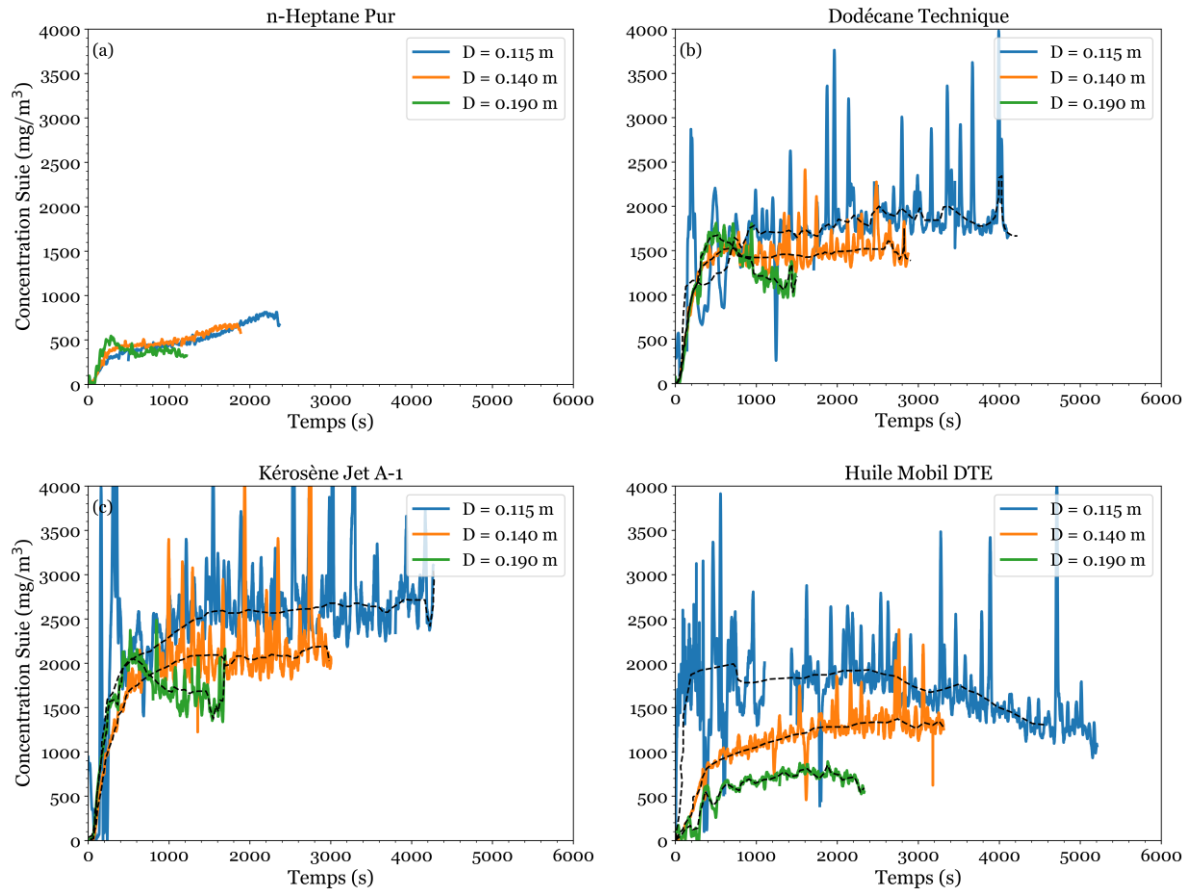 n-Heptane Pur
(a)
D = 0.115 m
D = 0.140 m
D = 0.190 m
Concentration Suie (mg/m³)
4000
3500
3000
2500
2000
1500
1000
500
0
0 1000 2000 3000 4000 5000 6000
Temps (s)
Dodécane Technique
(b)
D = 0.115 m
D = 0.140 m
D = 0.190 m
4000
3500
3000
2500
2000
1500
1000
500
0
0 1000 2000 3000 4000 5000 6000
Temps (s)
Kérosène Jet A-1
(c)
D = 0.115 m
D = 0.140 m
D = 0.190 m
Concentration Suie (mg/m³)
4000
3500
3000
2500
2000
1500
1000
500
0
0 1000 2000 3000 4000 5000 6000
Temps (s)
Huile Mobil DTE
D = 0.115 m
D = 0.140 m
D = 0.190 m
4000
3500
3000
2500
2000
1500
1000
500
0
0 1000 2000 3000 4000 5000 6000
Temps (s)